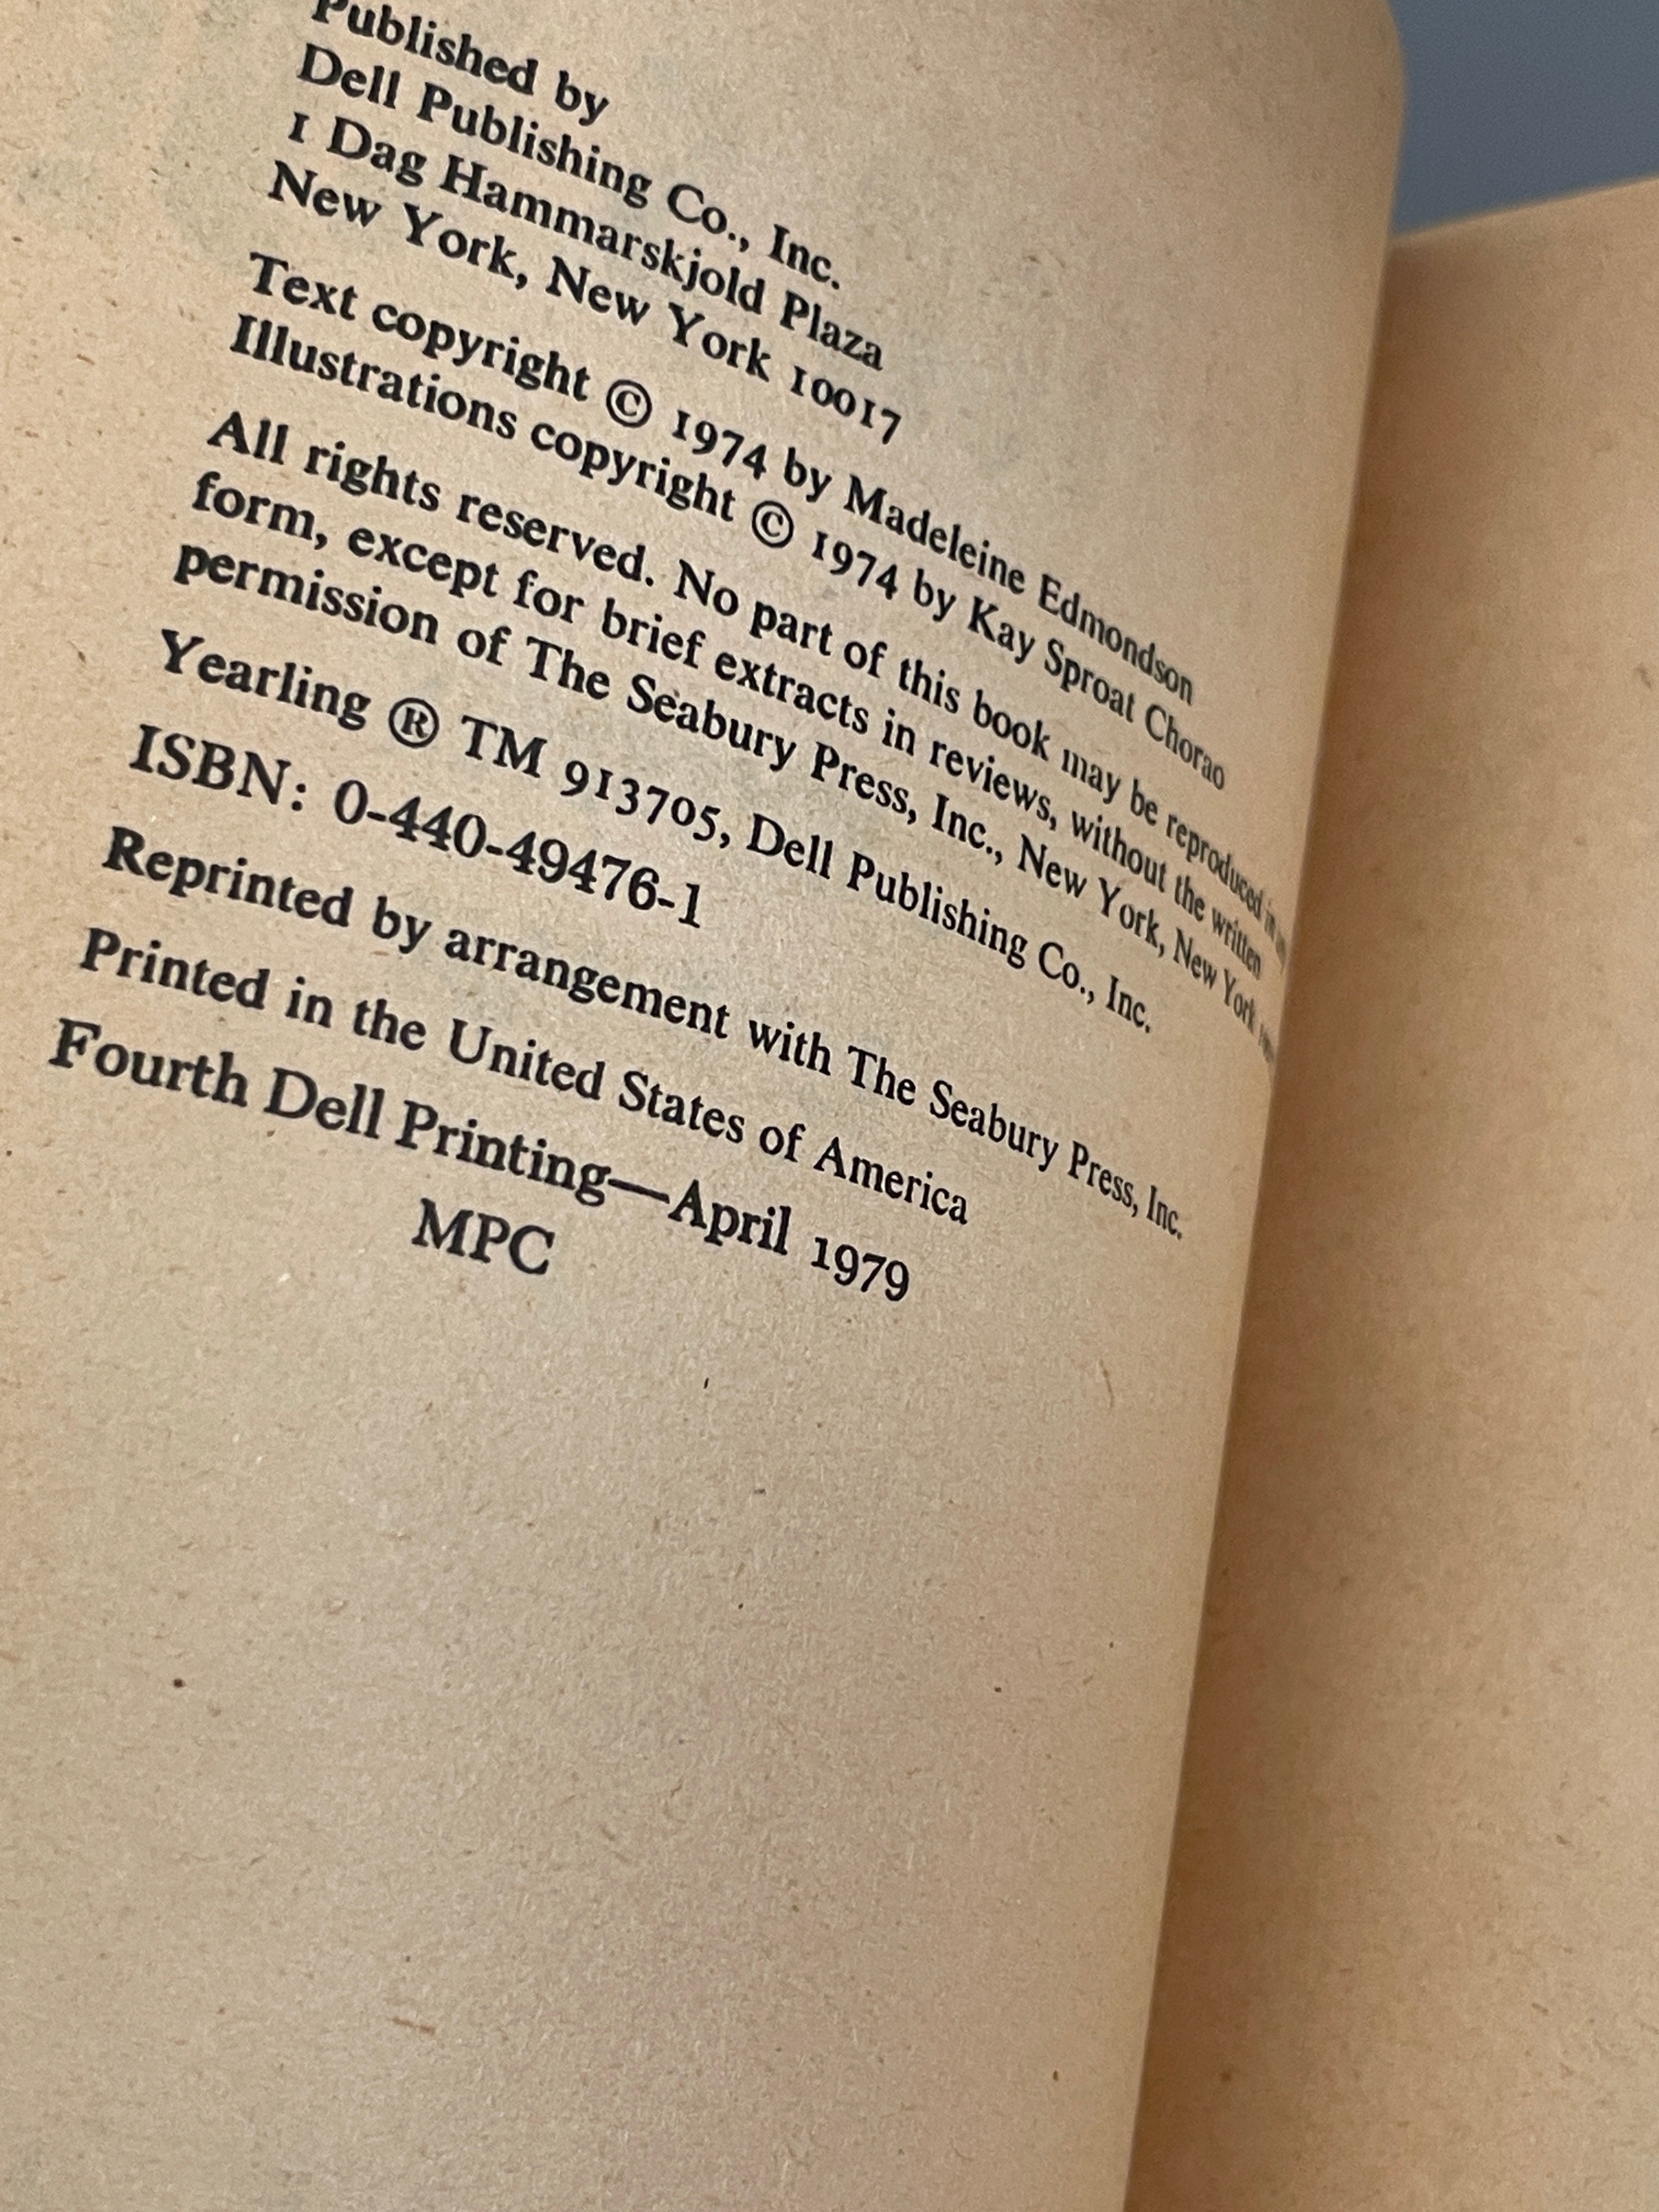 Published by
Dell Publishing Co., Inc.
1 Dag Hammarskjold Plaza
New York, New York 10017
Text copyright © 1974 by Madeleine Edmondson
Illustrations copyright © 1974 by Kay Sproat Chorao
All rights reserved. No part of this book may be reproduced in
form, except for brief extracts in reviews, without the written
permission of The Seabury Press, Inc., New York, New York
Yearling ® TM 913705, Dell Publishing Co., Inc.
ISBN: 0-440-49476-1
Reprinted by arrangement with The Seabury Press, Inc.
Printed in the United States of America
Fourth Dell Printing—April 1979
MPC